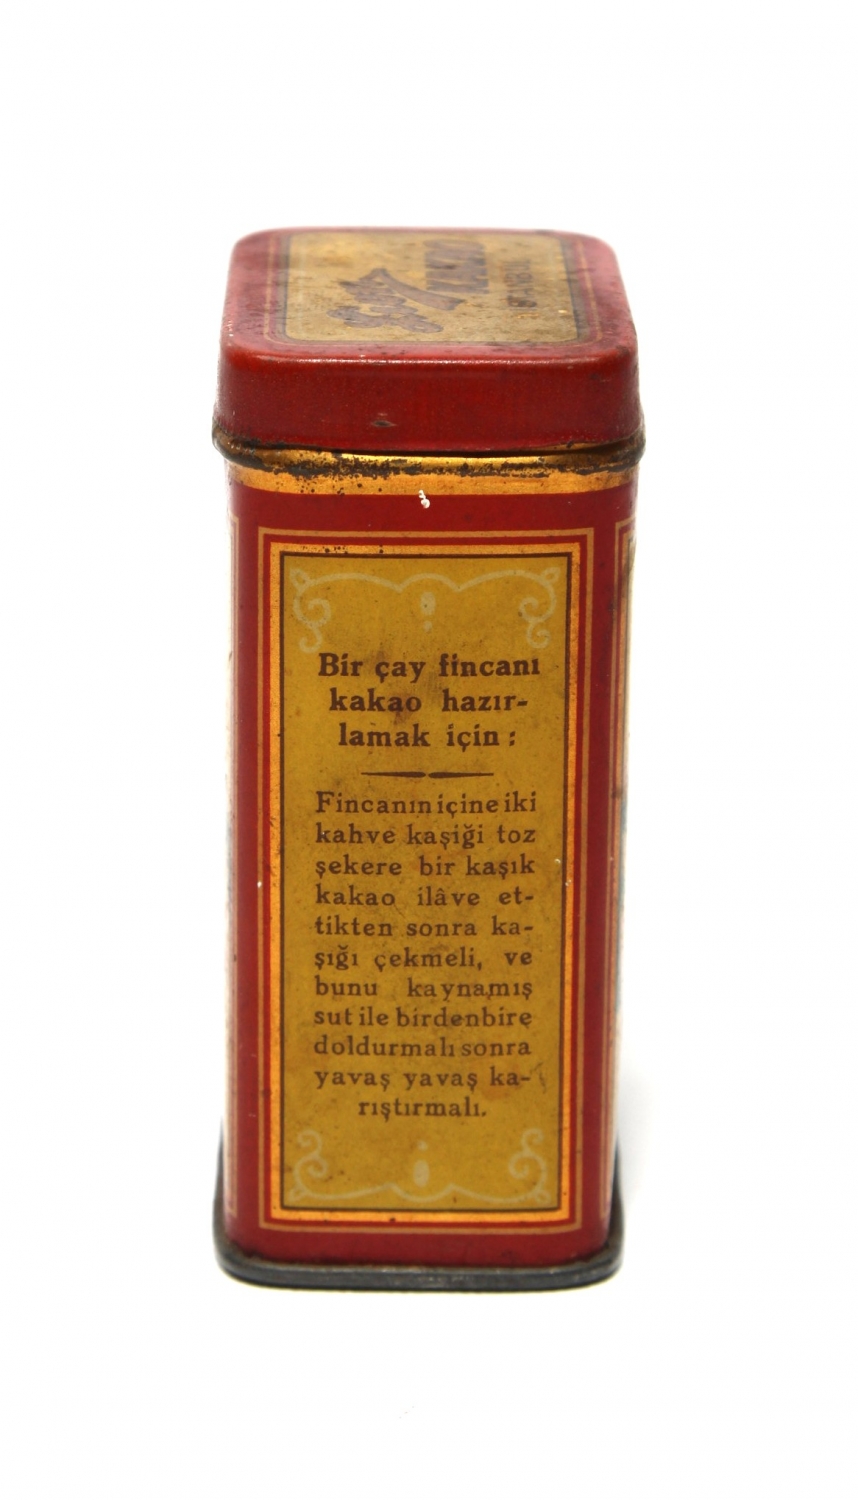 KAKAO
Bir çay fincanı
kakao hazır-
lamak için :
Fincanın içine iki
kahve kaşiği toz
şekere bir kaşık
kakao ilâve et-
tikten sonra ka-
şığı çekmeli, ve
bunu kaynamış
sut ile birdenbire
doldurmalı sonra
yavaş yavaş ka-
rıştırmalı.